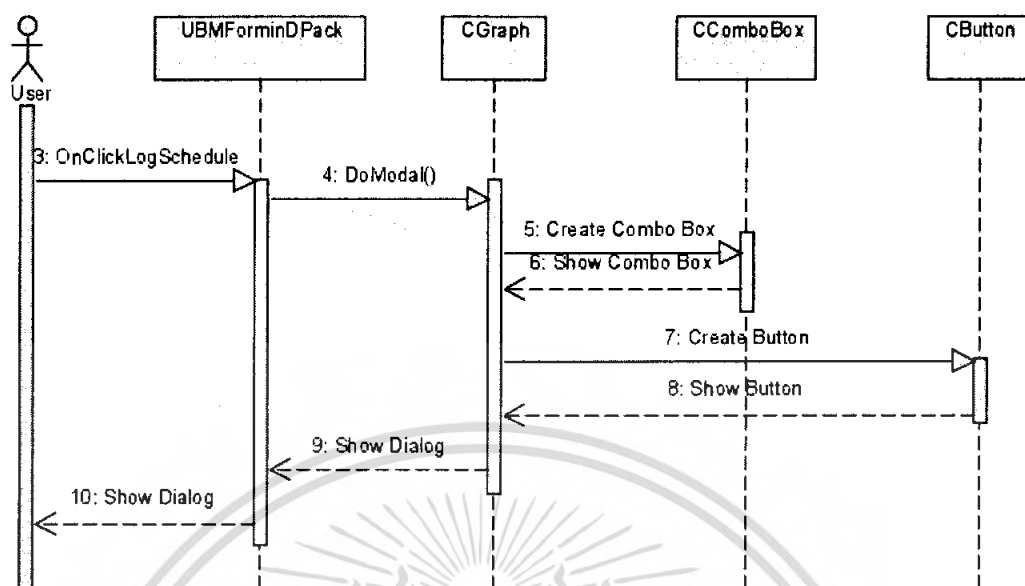 UBMForminDPack
CGraph
CComboBox
CButton
User
3: OnClickLogSchedule
4: DoModal()
5: Create Combo Box
6: Show Combo Box
7: Create Button
8: Show Button
9: Show Dialog
10: Show Dialog